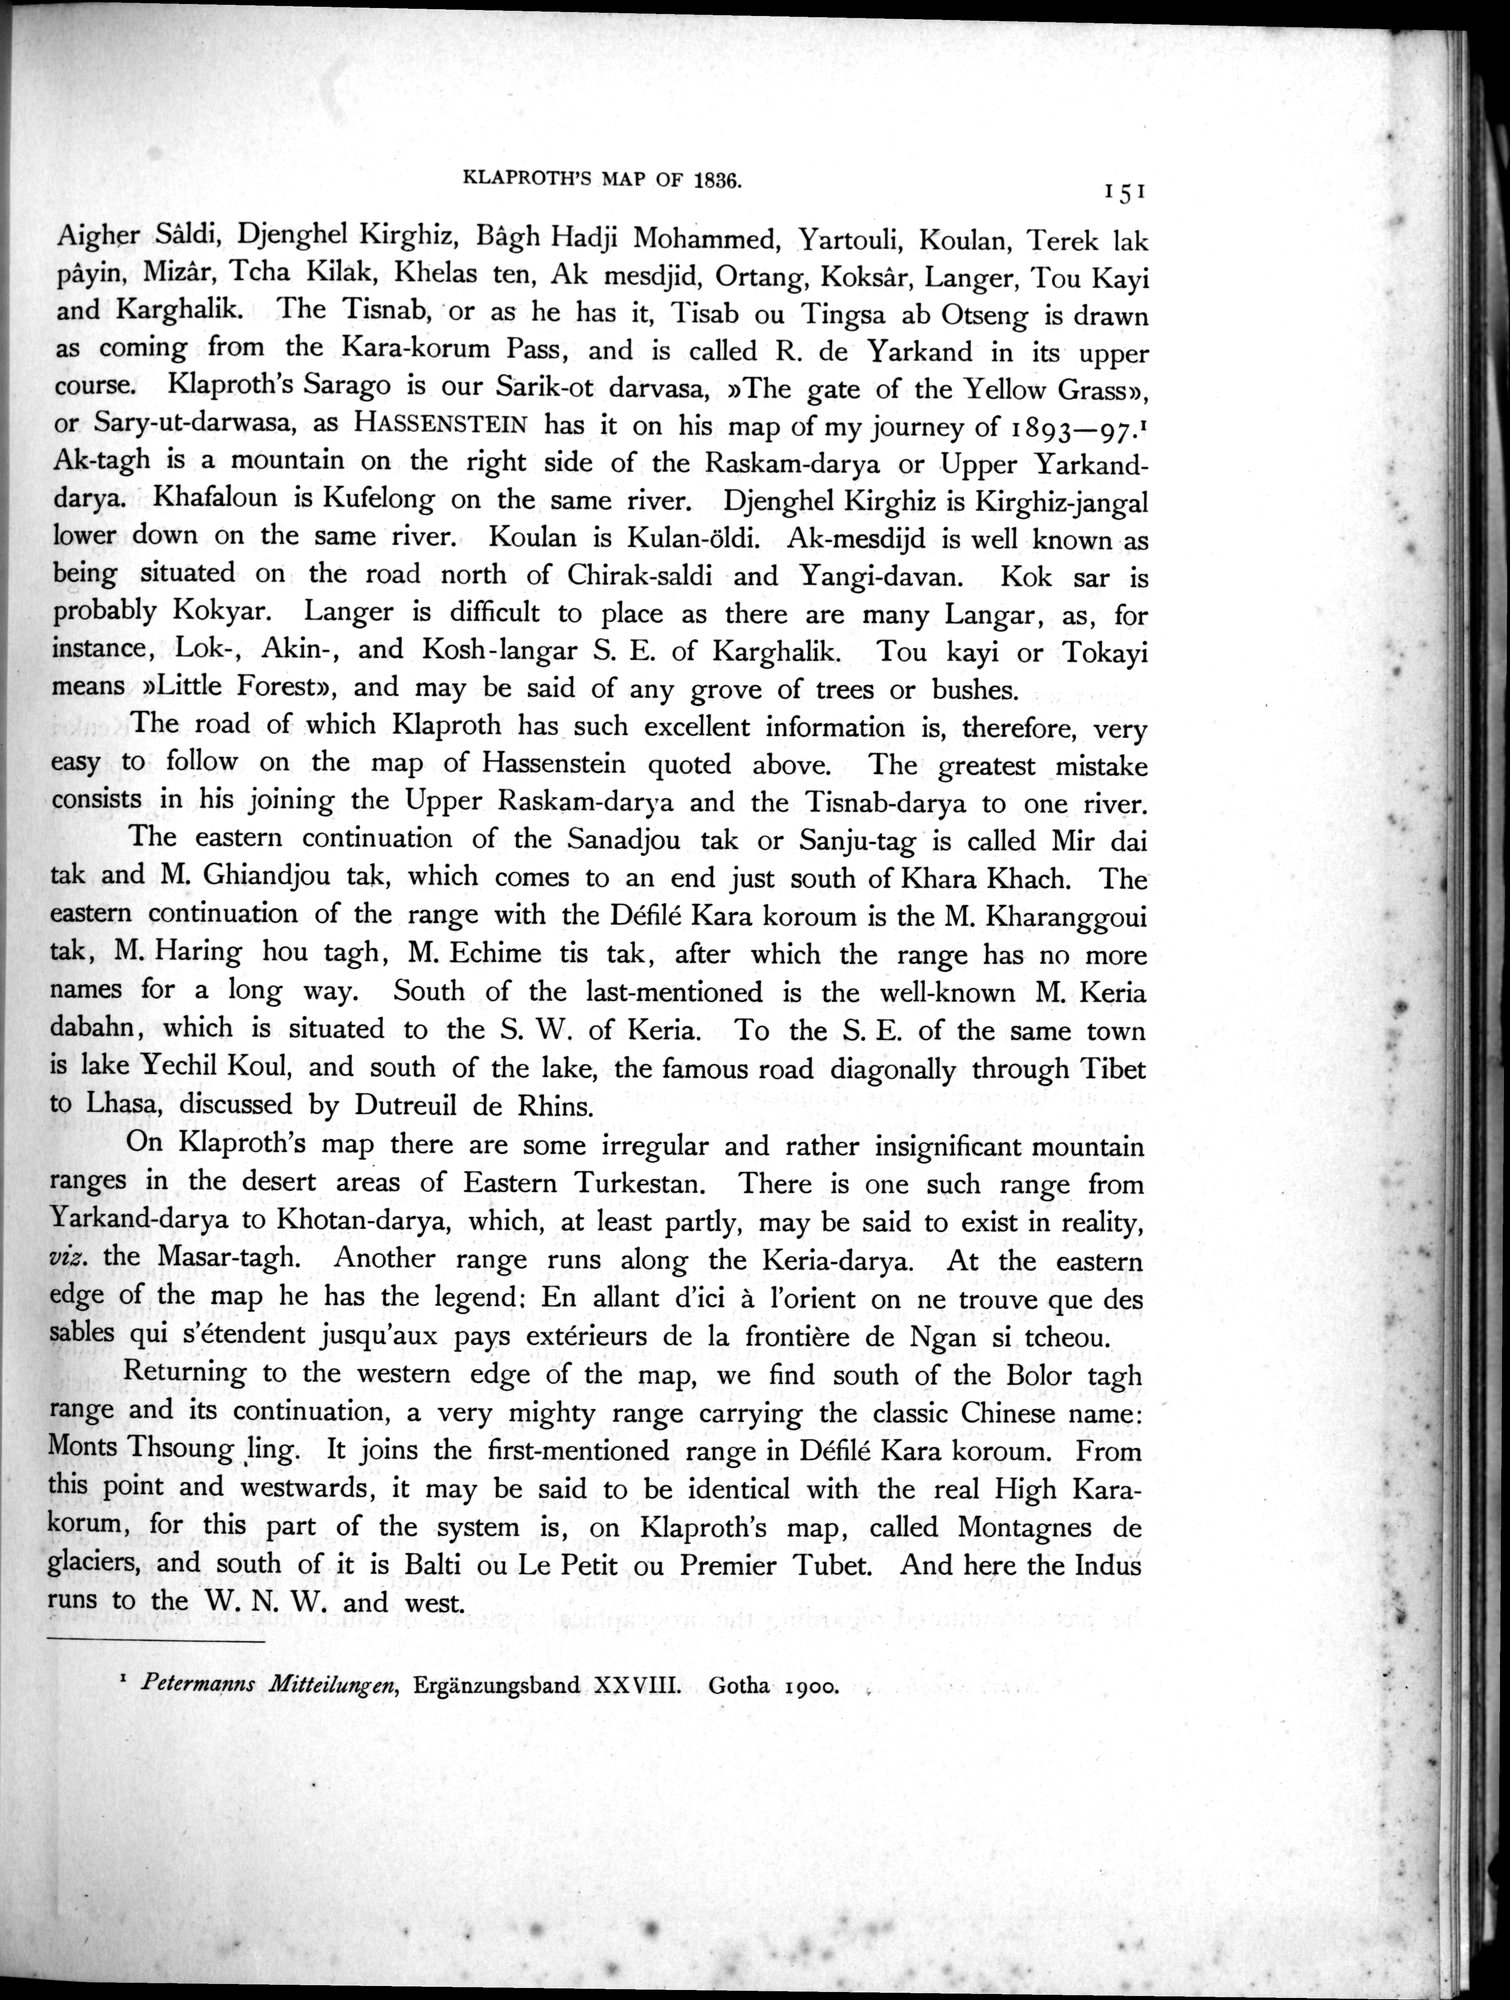 KLAPROTH'S MAP OF 1836.
151
Aigher Sâldi, Djenghel Kirghiz, Bâgh Hadji Mohammed, Yartouli, Koulan, Terek lak
pâyin, Mizâr, Tcha Kilak, Khelas ten, Ak mesdjid, Ortang, Koksâr, Langer, Tou Kayi
and Karghalik. The Tisnab, or as he has it, Tisab ou Tingsa ab Otseng is drawn
as coming from the Kara-korum Pass, and is called R. de Yarkand in its upper
course. Klaproth's Sarago is our Sarik-ot darvasa, »The gate of the Yellow Grass»,
or Sary-ut-darwasa, as HASSENSTEIN has it on his map of my journey of 1893—97.¹
Ak-tagh is a mountain on the right side of the Raskam-darya or Upper Yarkand-
darya. Khafaloun is Kufelong on the same river. Djenghel Kirghiz is Kirghiz-jangal
lower down on the same river. Koulan is Kulan-öldi. Ak-mesdijd is well known as
being situated on the road north of Chirak-saldi and Yangi-davan. Kok sar is
probably Kokyar. Langer is difficult to place as there are many Langar, as, for
instance, Lok-, Akin-, and Kosh-langar S. E. of Karghalik. Tou kayi or Tokayi
means »Little Forest», and may be said of any grove of trees or bushes.
The road of which Klaproth has such excellent information is, therefore, very
easy to follow on the map of Hassenstein quoted above. The greatest mistake
consists in his joining the Upper Raskam-darya and the Tisnab-darya to one river.
The eastern continuation of the Sanadjou tak or Sanju-tag is called Mir dai
tak and M. Ghiandjou tak, which comes to an end just south of Khara Khach. The
eastern continuation of the range with the Défilé Kara koroum is the M. Kharanggoui
tak, M. Haring hou tagh, M. Echime tis tak, after which the range has no more
names for a long way. South of the last-mentioned is the well-known M. Keria
dabahn, which is situated to the S. W. of Keria. To the S. E. of the same town
is lake Yechil Koul, and south of the lake, the famous road diagonally through Tibet
to Lhasa, discussed by Dutreuil de Rhins.
On Klaproth's map there are some irregular and rather insignificant mountain
ranges in the desert areas of Eastern Turkestan. There is one such range from
Yarkand-darya to Khotan-darya, which, at least partly, may be said to exist in reality,
viz. the Masar-tagh. Another range runs along the Keria-darya. At the eastern
edge of the map he has the legend: En allant d'ici à l'orient on ne trouve que des
sables qui s'étendent jusqu'aux pays extérieurs de la frontière de Ngan si tcheou.
Returning to the western edge of the map, we find south of the Bolor tagh
range and its continuation, a very mighty range carrying the classic Chinese name:
Monts Thsoung ling. It joins the first-mentioned range in Défilé Kara koroum. From
this point and westwards, it may be said to be identical with the real High Kara-
korum, for this part of the system is, on Klaproth's map, called Montagnes de
glaciers, and south of it is Balti ou Le Petit ou Premier Tubet. And here the Indus
runs to the W. N. W. and west.
¹ Petermanns Mitteilungen, Ergänzungsband XXVIII. Gotha 1900.